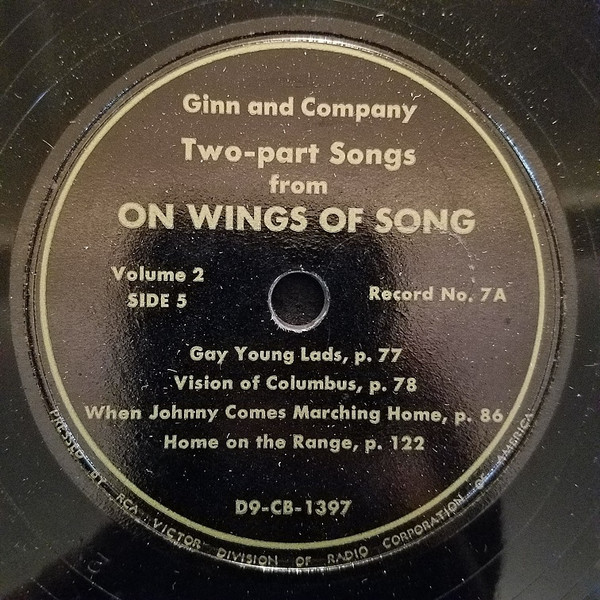 Ginn and Company
Two-part Songs
from
ON WINGS OF SONG
Volume 2
SIDE 5
Record No. 7A
Gay Young Lads, p. 77
Vision of Columbus, p. 78
When Johnny Comes Marching Home, p. 86
Home on the Range, p. 122
D9-CB-1397
PRESSED BY RCA VICTOR DIVISION OF RADIO CORPORATION OF AMERICA